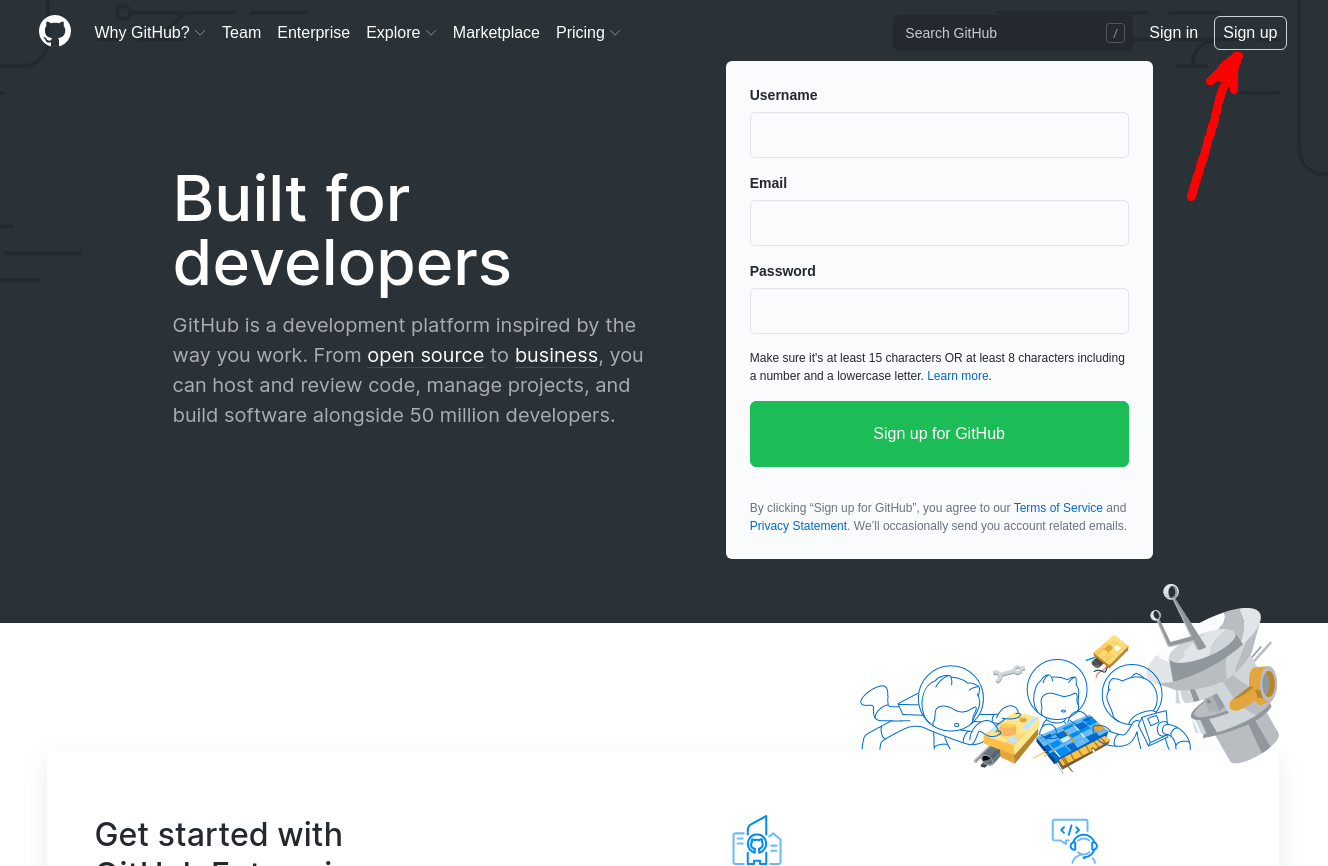 Why GitHub? Team Enterprise Explore Marketplace Pricing
Search GitHub /
Sign in Sign up
Built for
developers
GitHub is a development platform inspired by the
way you work. From open source to business, you
can host and review code, manage projects, and
build software alongside 50 million developers.
Username
Email
Password
Make sure it's at least 15 characters OR at least 8 characters including
a number and a lowercase letter. Learn more.
Sign up for GitHub
By clicking “Sign up for GitHub”, you agree to our Terms of Service and
Privacy Statement. We’ll occasionally send you account related emails.
Get started with